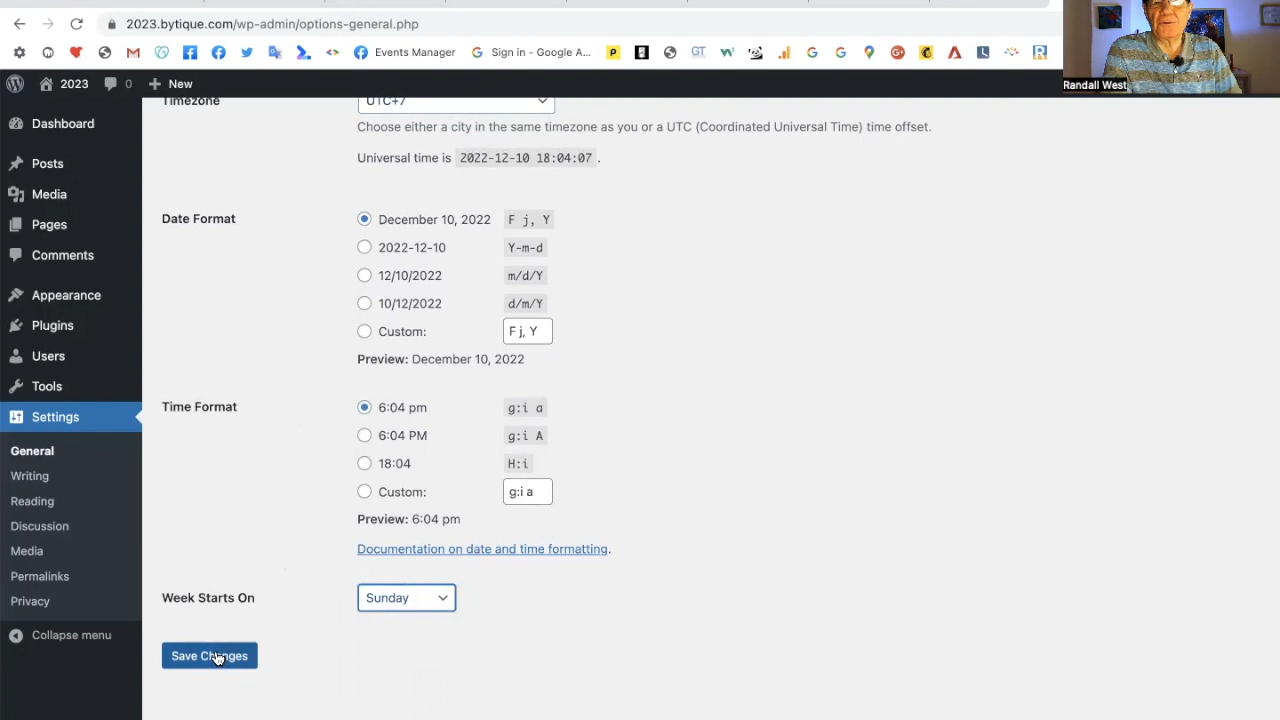 2023.bytique.com/wp-admin/options-general.php
Events Manager
Sign in - Google A...
GT
Randall West
2023
0
New
Dashboard
Posts
Media
Pages
Comments
Appearance
Plugins
Users
Tools
Settings
General
Writing
Reading
Discussion
Media
Permalinks
Privacy
Collapse menu
Timezone UTC+7
Choose either a city in the same timezone as you or a UTC (Coordinated Universal Time) time offset.
Universal time is 2022-12-10 18:04:07 .
Date Format December 10, 2022 F j, Y
2022-12-10 Y-m-d
12/10/2022 m/d/Y
10/12/2022 d/m/Y
Custom: F j, Y
Preview: December 10, 2022
Time Format 6:04 pm g:i a
6:04 PM g:i A
18:04 H:i
Custom: g:i a
Preview: 6:04 pm
Documentation on date and time formatting.
Week Starts On Sunday
Save Changes